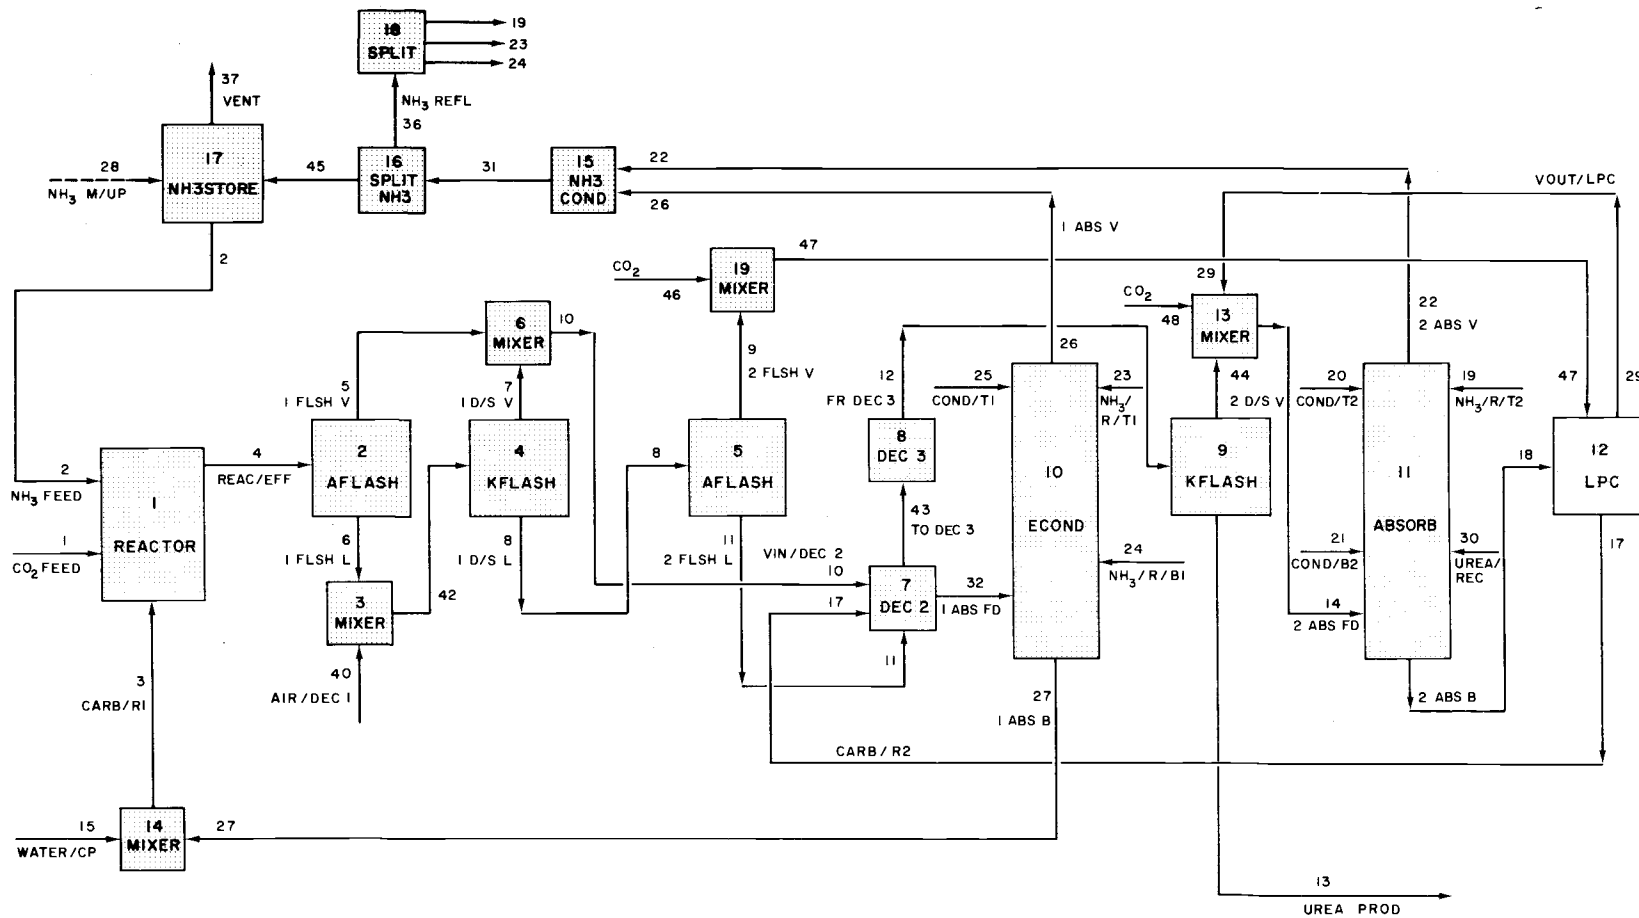 18
SPLIT
19
23
24
37
VENT
NH₃ REFL
36
28
NH₃ M/UP
17
NH3STORE
45
16
SPLIT
NH3
31
15
NH3
COND
22
26
1 ABS V
VOUT/LPC
2
47
CO₂
46
19
MIXER
29
CO₂
48
13
MIXER
6
MIXER
10
9
2 FLSH V
26
22
2 ABS V
5
1 FLSH V
7
1 D/S V
12
FR DEC 3
25
COND/T1
23
NH₃/
R/T1
44
2 D/S V
20
COND/T2
19
NH₃/R/T2
47
29
2
NH₃ FEED
1
REACTOR
4
REAC/EFF
2
AFLASH
4
KFLASH
8
5
AFLASH
8
DEC 3
10
ECOND
9
KFLASH
11
ABSORB
18
12
LPC
1
CO₂ FEED
6
1 FLSH L
8
1 D/S L
11
2 FLSH L
43
TO DEC 3
VIN/DEC 2
10
24
NH₃/R/B1
21
COND/B2
30
UREA/
REC
17
3
MIXER
42
17
7
DEC 2
32
1 ABS FD
14
2 ABS FD
11
40
AIR/DEC 1
3
CARB/R1
27
1 ABS B
2 ABS B
CARB/R2
15
WATER/CP
14
MIXER
27
13
UREA PROD